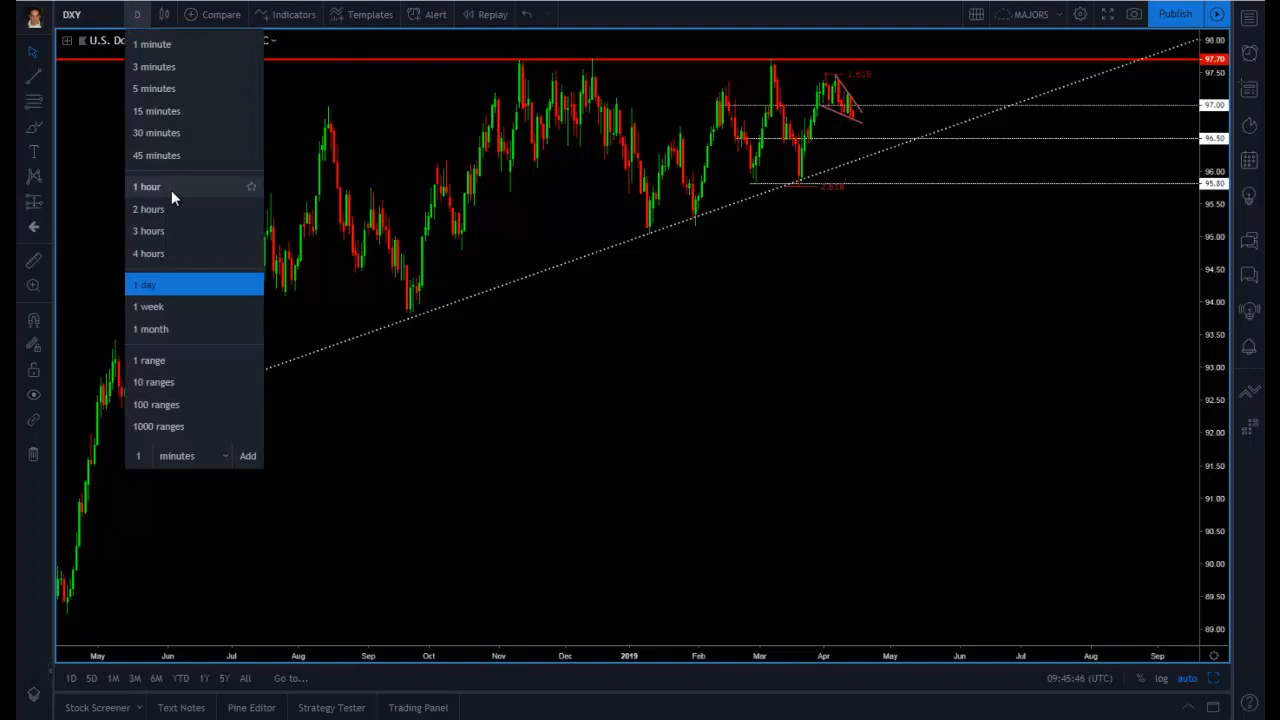 DXY D Compare Indicators Templates Alert Replay MAJORS Publish
U.S. Do C
1 minute
3 minutes
5 minutes
15 minutes
30 minutes
45 minutes
1 hour
2 hours
3 hours
4 hours
1 day
1 week
1 month
1 range
10 ranges
100 ranges
1000 ranges
1 minutes Add
1.618
2.618
98.00
97.70
97.50
97.00
96.50
96.00
95.80
95.50
95.00
94.50
94.00
93.50
93.00
92.50
92.00
91.50
91.00
90.50
90.00
89.50
89.00
May Jun Jul Aug Sep Oct Nov Dec 2019 Feb Mar Apr May Jun Jul Aug Sep
1D 5D 1M 3M 6M YTD 1Y 5Y All Go to... 09:45:46 (UTC) % log auto
Stock Screener Text Notes Pine Editor Strategy Tester Trading Panel